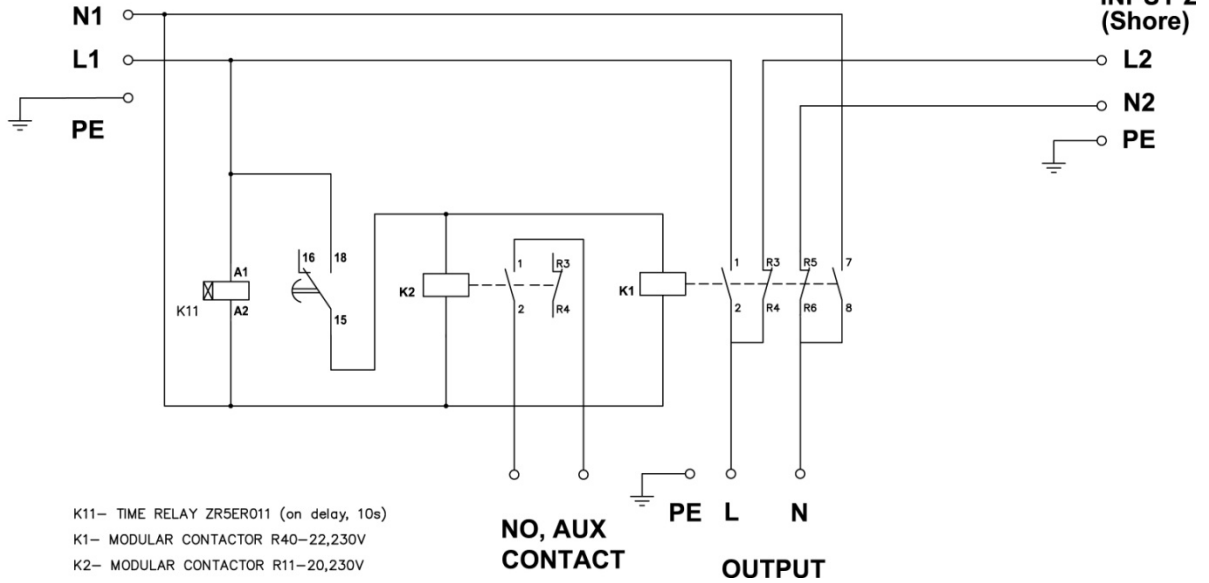 N1
INPUT 2
(Shore)
L1
L2
N2
PE
PE
16
18
1
R3
1
R3
R5
7
A1
K11
A2
K2
K1
15
2
R4
2
R4
R6
8
K11– TIME RELAY ZR5ER011 (on delay, 10s)
K1– MODULAR CONTACTOR R40–22,230V
K2– MODULAR CONTACTOR R11–20,230V
NO, AUX
CONTACT
PE
L
N
OUTPUT